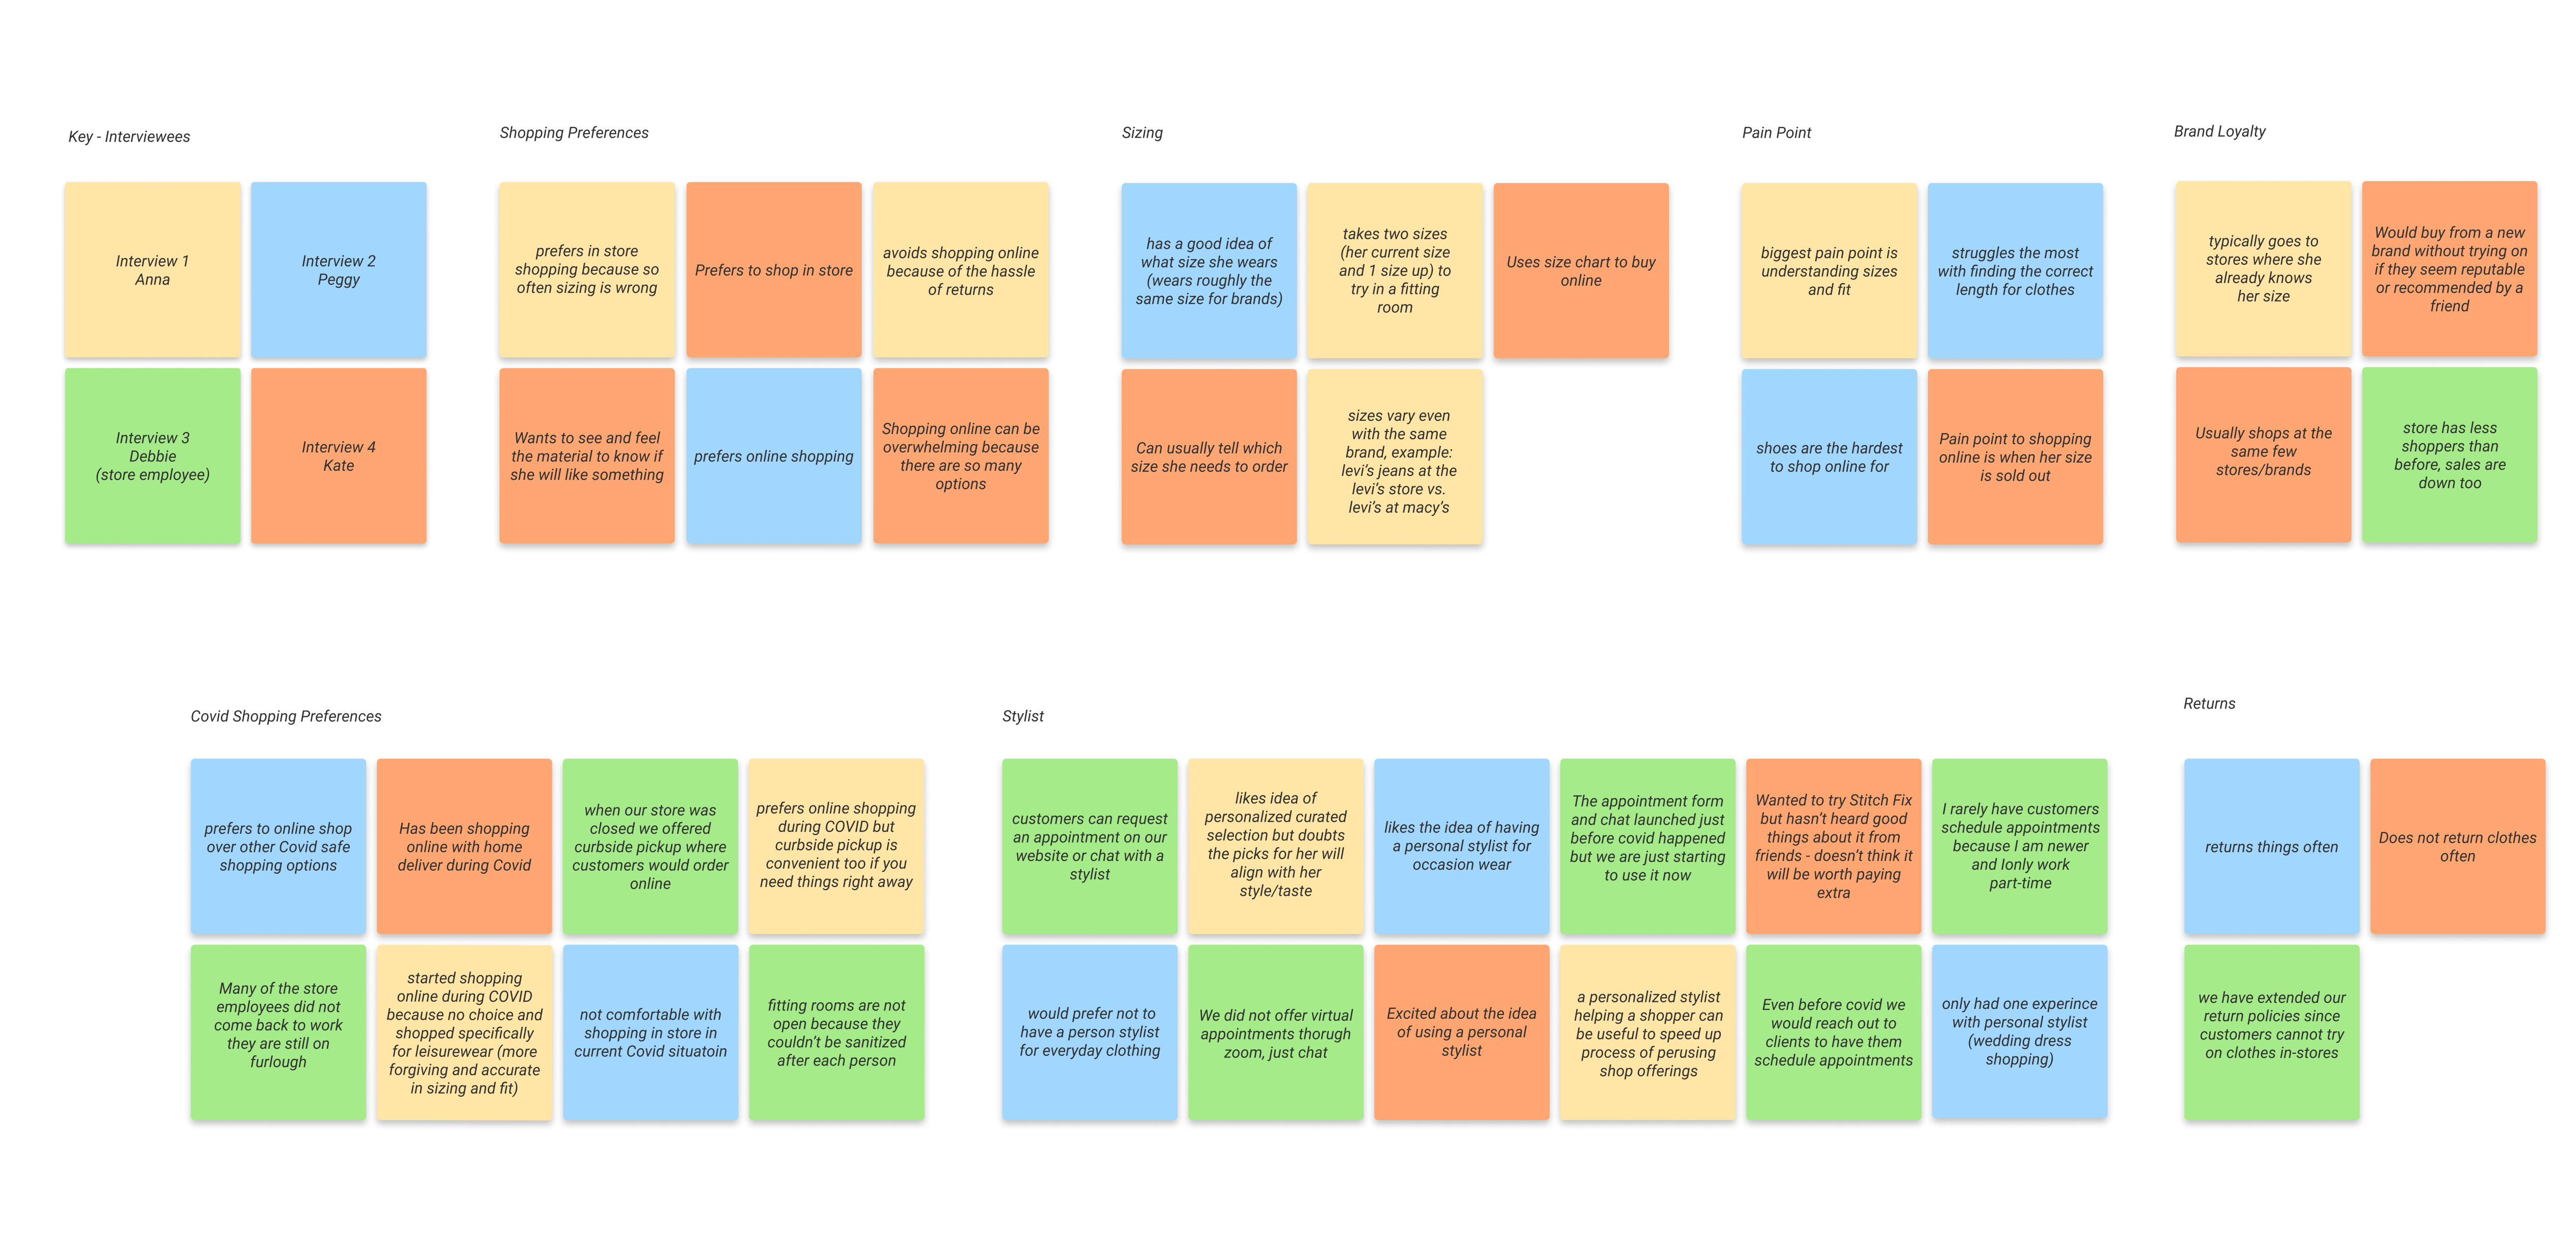 Key - Interviewees
Interview 1
Anna
Interview 2
Peggy
Interview 3
Debbie
(store employee)
Interview 4
Kate
Shopping Preferences
prefers in store
shopping because so
often sizing is wrong
Prefers to shop in store
avoids shopping online
because of the hassle
of returns
Wants to see and feel
the material to know if
she will like something
prefers online shopping
Shopping online can be
overwhelming because
there are so many
options
Sizing
has a good idea of
what size she wears
(wears roughly the
same size for brands)
takes two sizes
(her current size
and 1 size up) to
try in a fitting
room
Uses size chart to buy
online
Can usually tell which
size she needs to order
sizes vary even
with the same
brand, example:
levi's jeans at the
levi's store vs.
levi's at macy's
Pain Point
biggest pain point is
understanding sizes
and fit
struggles the most
with finding the correct
length for clothes
shoes are the hardest
to shop online for
Pain point to shopping
online is when her size
is sold out
Brand Loyalty
typically goes to
stores where she
already knows
her size
Would buy from a new
brand without trying on
if they seem reputable
or recommended by a
friend
Usually shops at the
same few
stores/brands
store has less
shoppers than
before, sales are
down too
Covid Shopping Preferences
prefers to online shop
over other Covid safe
shopping options
Has been shopping
online with home
deliver during Covid
when our store was
closed we offered
curbside pickup where
customers would order
online
prefers online shopping
during COVID but
curbside pickup is
convenient too if you
need things right away
Many of the store
employees did not
come back to work
they are still on
furlough
started shopping
online during COVID
because no choice and
shopped specifically
for leisurewear (more
forgiving and accurate
in sizing and fit)
not comfortable with
shopping in store in
current Covid situatoin
fitting rooms are not
open because they
couldn't be sanitized
after each person
Stylist
customers can request
an appointment on our
website or chat with a
stylist
likes idea of
personalized curated
selection but doubts
the picks for her will
align with her
style/taste
likes the idea of having
a personal stylist for
occasion wear
The appointment form
and chat launched just
before covid happened
but we are just starting
to use it now
Wanted to try Stitch Fix
but hasn't heard good
things about it from
friends - doesn't think it
will be worth paying
extra
I rarely have customers
schedule appointments
because I am newer
and Ionly work
part-time
would prefer not to
have a person stylist
for everyday clothing
We did not offer virtual
appointments thorugh
zoom, just chat
Excited about the idea
of using a personal
stylist
a personalized stylist
helping a shopper can
be useful to speed up
process of perusing
shop offerings
Even before covid we
would reach out to
clients to have them
schedule appointments
only had one experince
with personal stylist
(wedding dress
shopping)
Returns
returns things often
Does not return clothes
often
we have extended our
return policies since
customers cannot try
on clothes in-stores